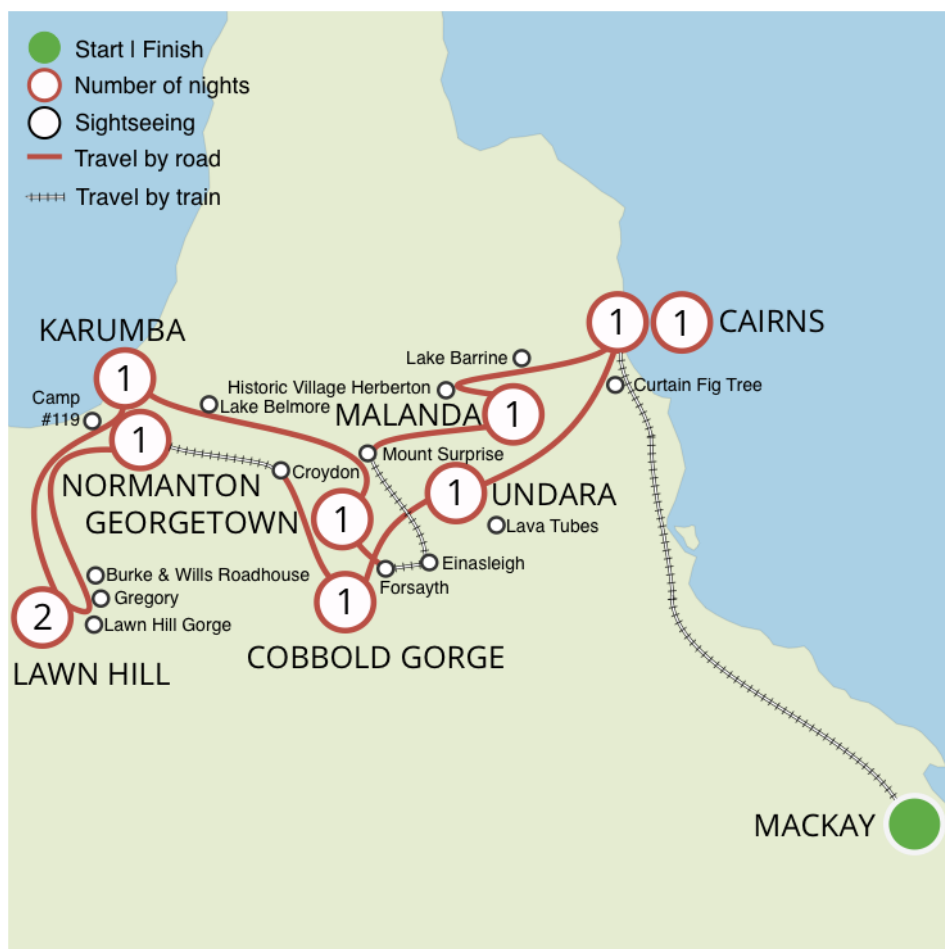 Start | Finish
Number of nights
Sightseeing
Travel by road
Travel by train
KARUMBA
1
Camp
#119
1
NORMANTON
Lake Belmore
Historic Village Herberton
Lake Barrine
1
1
CAIRNS
Curtain Fig Tree
MALANDA
1
Mount Surprise
Croydon
GEORGETOWN
1
1
UNDARA
Lava Tubes
Einasleigh
Forsayth
Burke & Wills Roadhouse
Gregory
Lawn Hill Gorge
2
LAWN HILL
1
COBBOLD GORGE
MACKAY